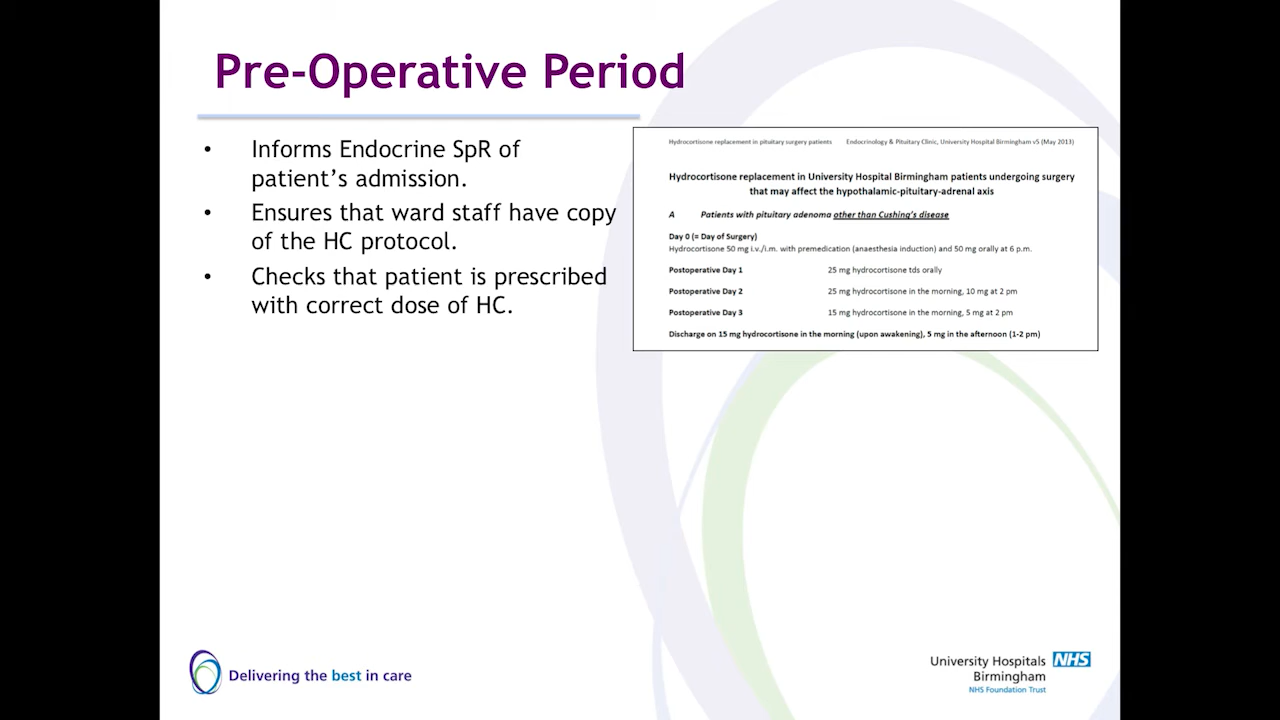 Pre-Operative Period
• Informs Endocrine SpR of
patient's admission.
• Ensures that ward staff have copy
of the HC protocol.
• Checks that patient is prescribed
with correct dose of HC.
Hydrocortisone replacement in pituitary surgery patients Endocrinology & Pituitary Clinic, University Hospital Birmingham v5 (May 2013)
Hydrocortisone replacement in University Hospital Birmingham patients undergoing surgery
that may affect the hypothalamic-pituitary-adrenal axis
A Patients with pituitary adenoma other than Cushing's disease
Day 0 (= Day of Surgery)
Hydrocortisone 50 mg i.v./i.m. with premedication (anaesthesia induction) and 50 mg orally at 6 p.m.
Postoperative Day 1 25 mg hydrocortisone tds orally
Postoperative Day 2 25 mg hydrocortisone in the morning, 10 mg at 2 pm
Postoperative Day 3 15 mg hydrocortisone in the morning, 5 mg at 2 pm
Discharge on 15 mg hydrocortisone in the morning (upon awakening), 5 mg in the afternoon (1-2 pm)
Delivering the best in care
University Hospitals NHS
Birmingham
NHS Foundation Trust